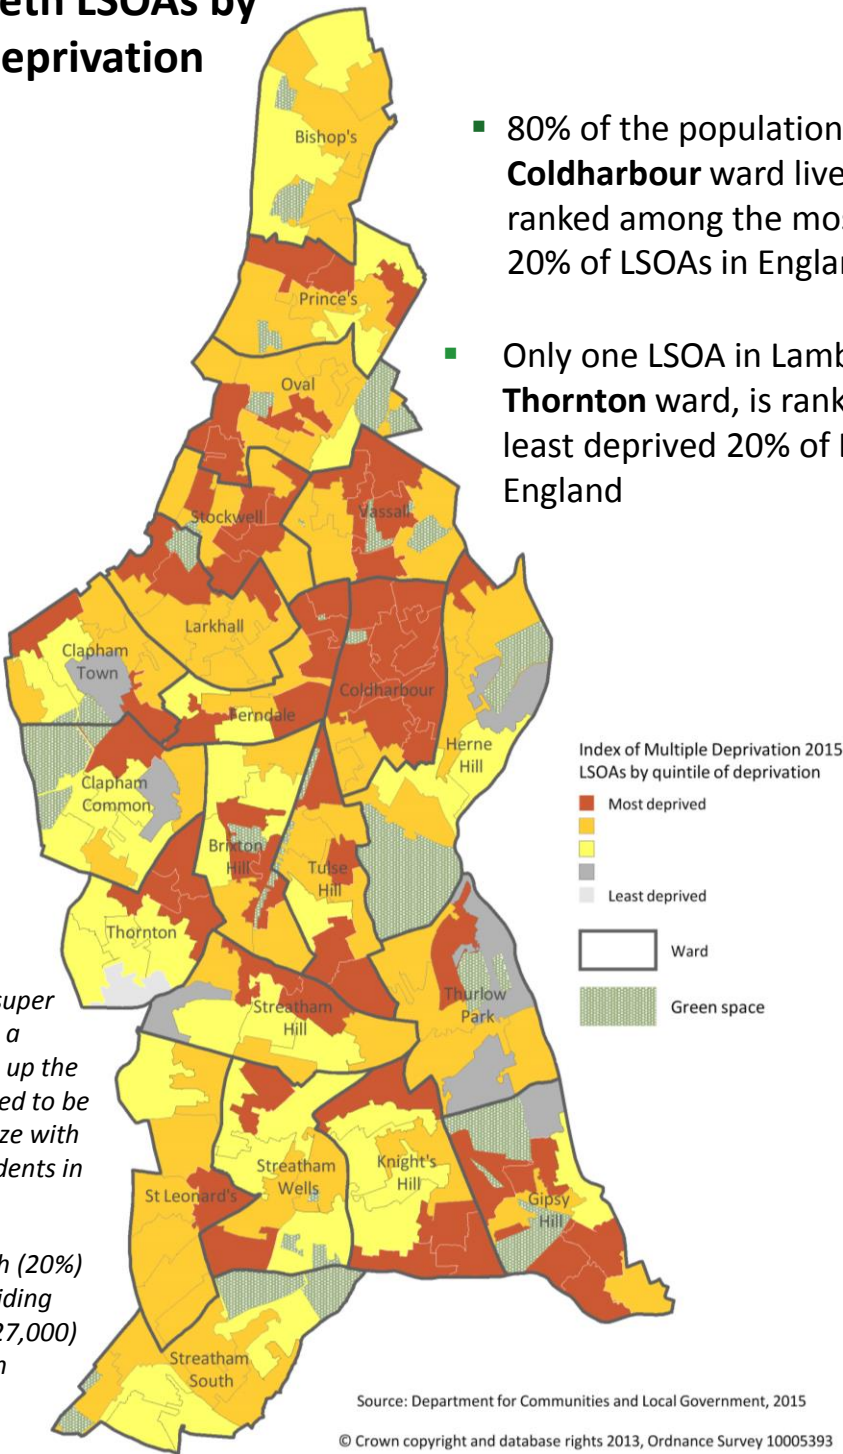 eth LSOAs by
eprivation
▪ 80% of the population
Coldharbour ward live
ranked among the mos
20% of LSOAs in Englan
▪ Only one LSOA in Lamb
Thornton ward, is rank
least deprived 20% of L
England
Bishop's
Prince's
Oval
Stockwell
Vassall
Larkhall
Clapham
Town
Coldharbour
Ferndale
Herne
Hill
Clapham
Common
Brixton
Hill
Tulse
Hill
Thornton
Streatham
Hill
Thurlow
Park
Streatham
Wells
Knight's
Hill
St Leonard's
Gipsy
Hill
Streatham
South
Index of Multiple Deprivation 2015
LSOAs by quintile of deprivation
Most deprived
Least deprived
Ward
Green space
super
a
up the
ed to be
ze with
dents in
h (20%)
iding
27,000)
n
Source: Department for Communities and Local Government, 2015
© Crown copyright and database rights 2013, Ordnance Survey 10005393